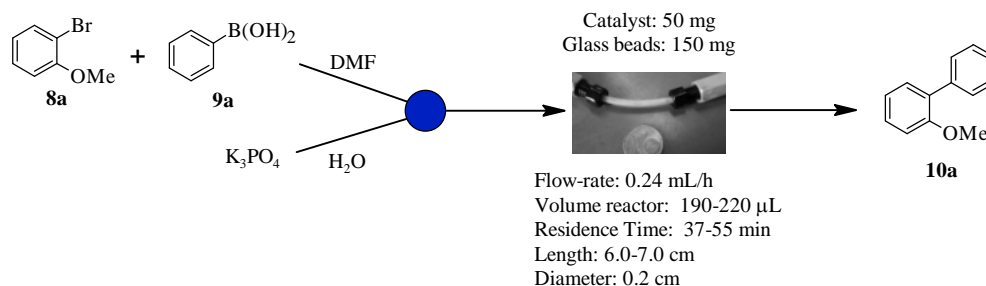 Br
OMe
8a
+
B(OH)2
9a
DMF
K3PO4
H2O
Catalyst: 50 mg
Glass beads: 150 mg
Flow-rate: 0.24 mL/h
Volume reactor: 190-220 μL
Residence Time: 37-55 min
Length: 6.0-7.0 cm
Diameter: 0.2 cm
OMe
10a